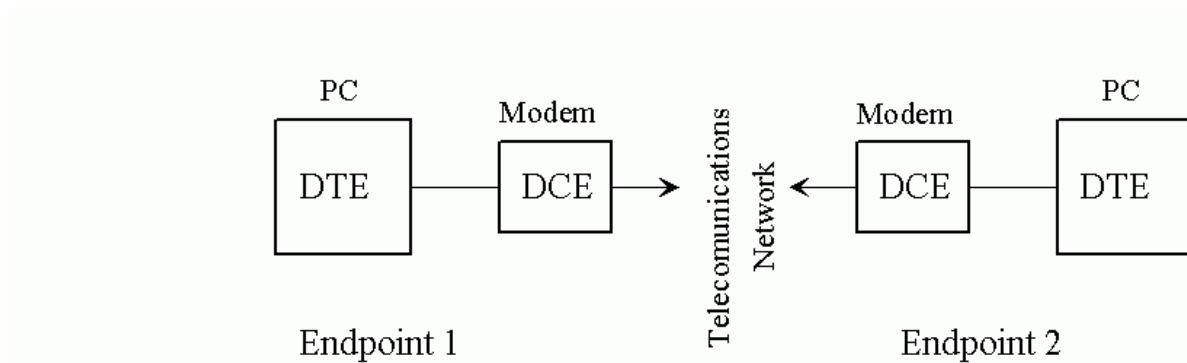 PC
DTE
Modem
DCE
Telecomunications
Network
Modem
DCE
PC
DTE
Endpoint 1
Endpoint 2